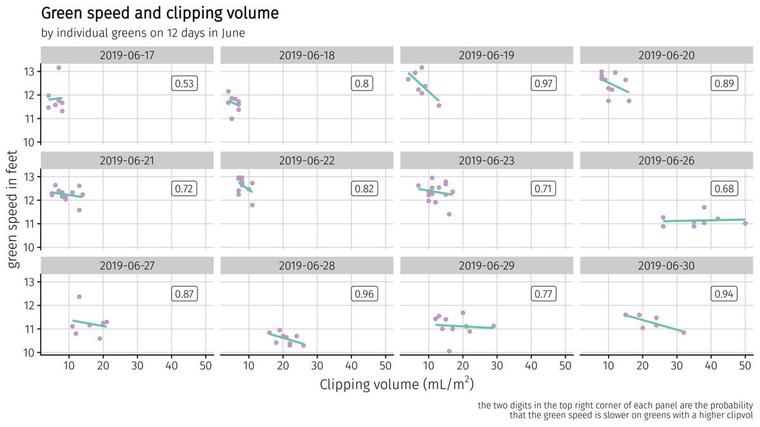 Green speed and clipping volume
by individual greens on 12 days in June
2019-06-17 2019-06-18 2019-06-19 2019-06-20
13
12
11
10
0.53 0.8 0.97 0.89
2019-06-21 2019-06-22 2019-06-23 2019-06-26
13
12
11
10
0.72 0.82 0.71 0.68
2019-06-27 2019-06-28 2019-06-29 2019-06-30
13
12
11
10
0.87 0.96 0.77 0.94
10 20 30 40 50 10 20 30 40 50 10 20 30 40 50 10 20 30 40 50
green speed in feet
Clipping volume (mL/m²)
the two digits in the top right corner of each panel are the probability
that the green speed is slower on greens with a higher clipvol